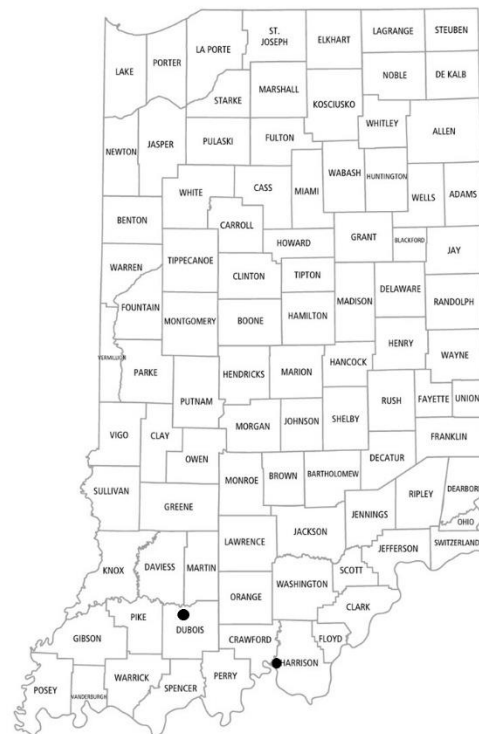 ST.
JOSEPH
ELKHART
LAGRANGE
STEUBEN
LA PORTE
PORTER
LAKE
NOBLE
DE KALB
MARSHALL
STARKE
KOSCIUSKO
WHITLEY
ALLEN
NEWTON
JASPER
PULASKI
FULTON
WABASH
HUNTINGTON
WHITE
CASS
MIAMI
WELLS
ADAMS
BENTON
CARROLL
GRANT
BLACKFORD
JAY
HOWARD
WARREN
TIPPECANOE
CLINTON
TIPTON
MADISON
DELAWARE
RANDOLPH
FOUNTAIN
MONTGOMERY
BOONE
HAMILTON
HENRY
WAYNE
VERMILLION
PARKE
HENDRICKS
MARION
HANCOCK
PUTNAM
RUSH
FAYETTE
UNION
MORGAN
JOHNSON
SHELBY
VIGO
CLAY
OWEN
FRANKLIN
DECATUR
MONROE
BROWN
BARTHOLOMEW
SULLIVAN
GREENE
RIPLEY
DEARBORN
JENNINGS
OHIO
JACKSON
LAWRENCE
SWITZERLAND
JEFFERSON
KNOX
DAVIESS
MARTIN
SCOTT
WASHINGTON
ORANGE
CLARK
PIKE
DUBOIS
GIBSON
CRAWFORD
FLOYD
HARRISON
PERRY
WARRICK
SPENCER
POSEY
VANDERBURGH